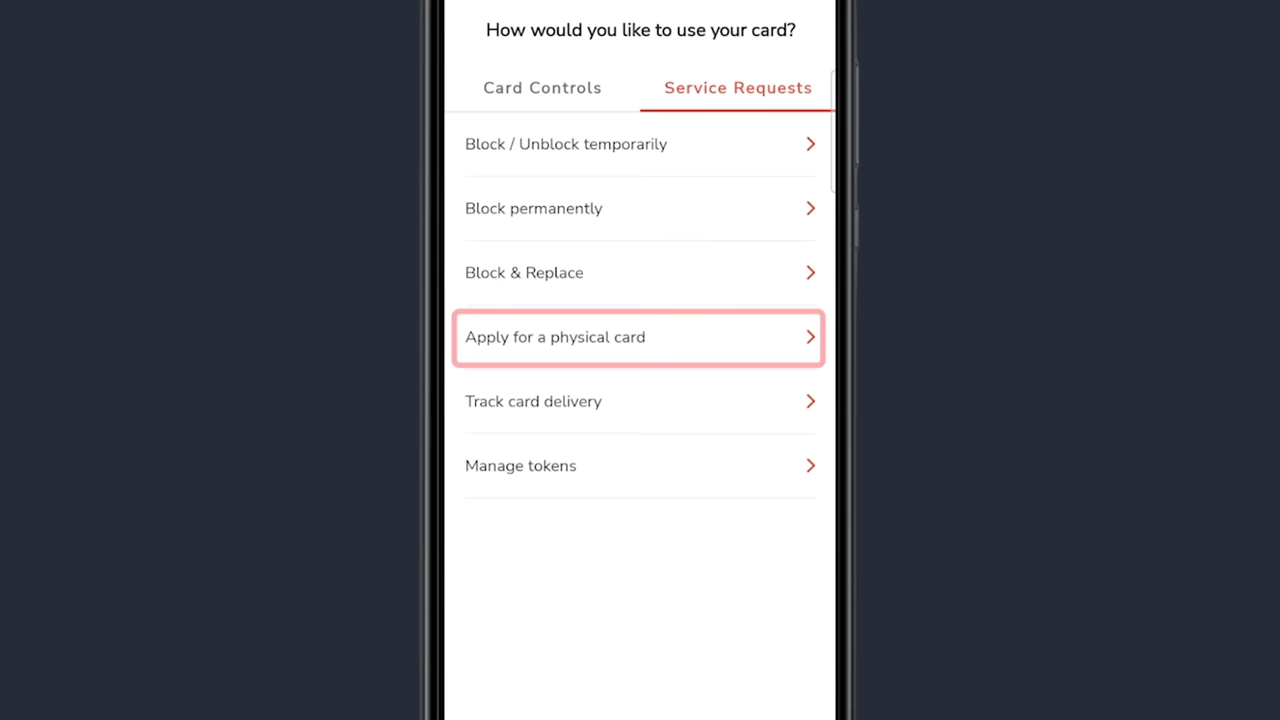 How would you like to use your card?
Card Controls
Service Requests
Block / Unblock temporarily
Block permanently
Block & Replace
Apply for a physical card
Track card delivery
Manage tokens